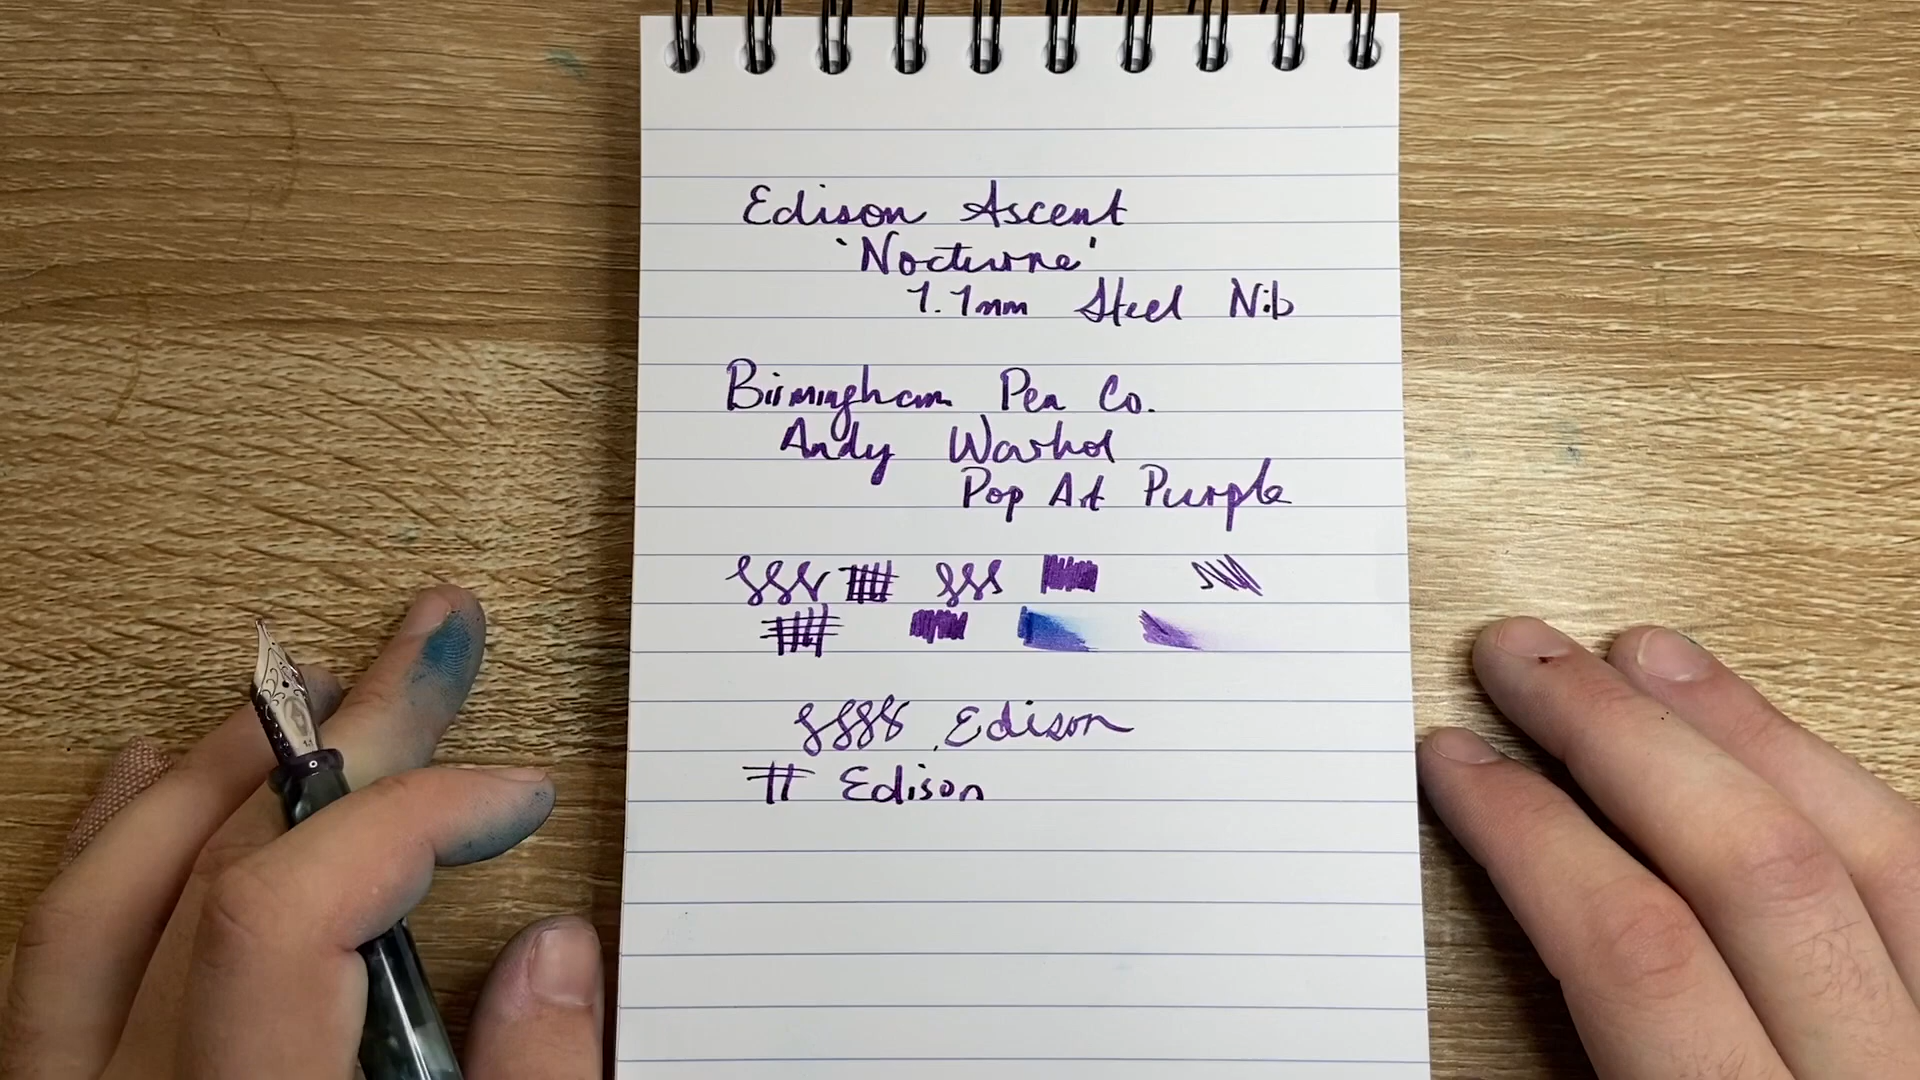 Edison Ascent
'Nocturne'
1.1mm Steel Nib
Birmingham Pen Co.
Andy Warhol
Pop Art Purple
Edison
Edison